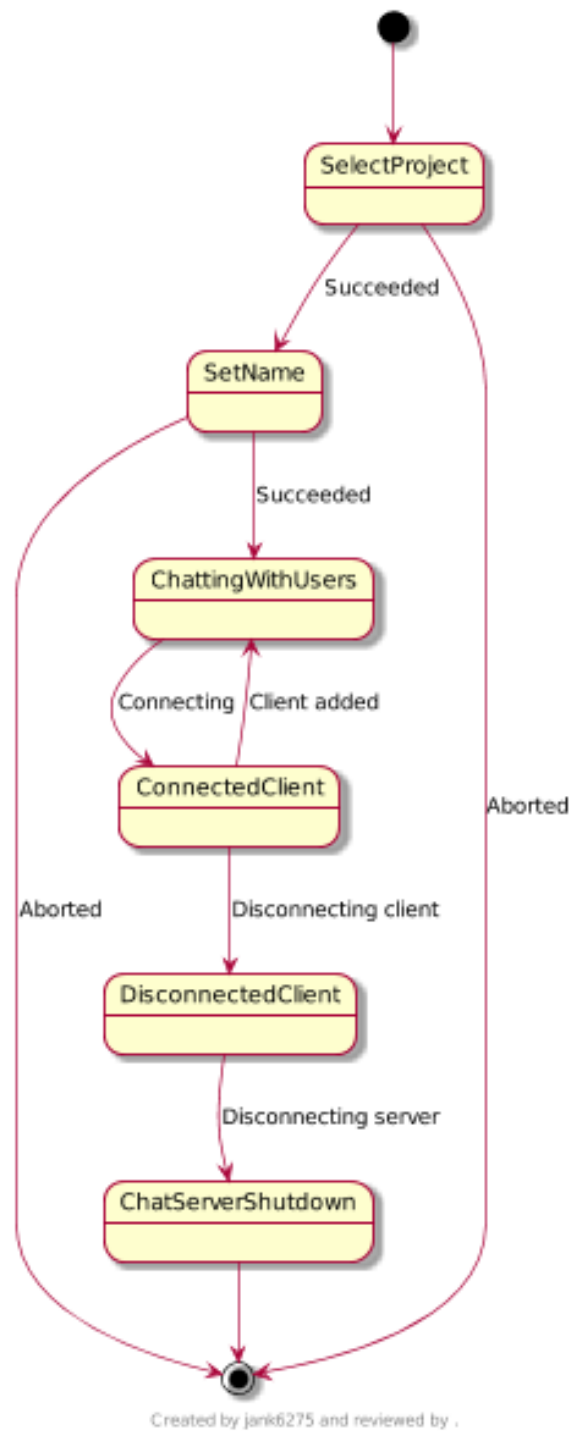 SelectProject
Succeeded
SetName
Succeeded
ChattingWithUsers
Connecting
Client added
ConnectedClient
Aborted
Aborted
Disconnecting client
DisconnectedClient
Disconnecting server
ChatServerShutdown
Created by jank6275 and reviewed by .